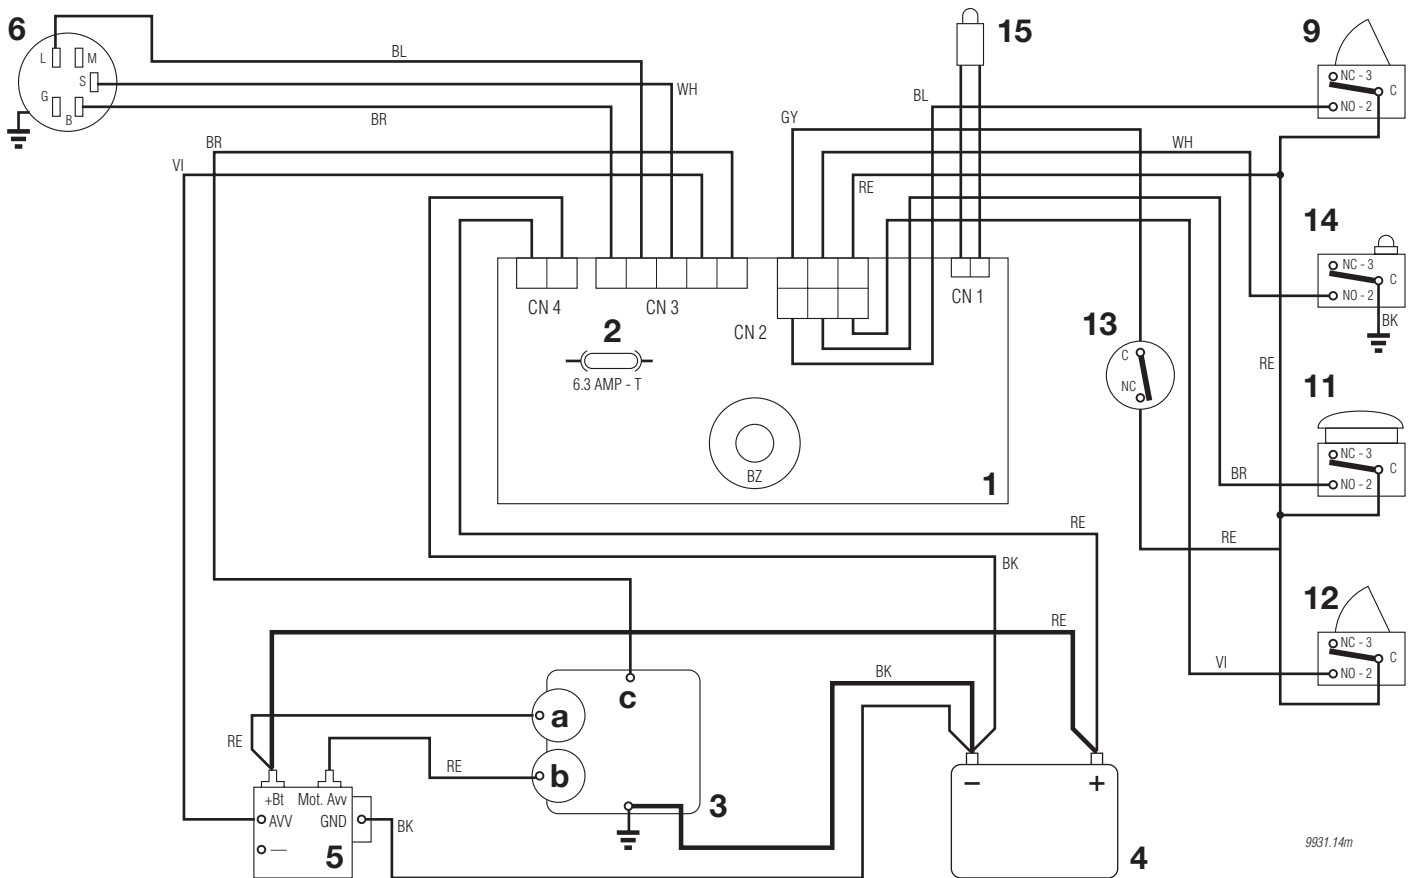 6
L
M
S
G
B
BL
WH
BR
BR
VI
15
BL
GY
WH
RE
9
NC - 3
C
NO - 2
14
NC - 3
C
NO - 2
BK
CN 4
CN 3
CN 2
CN 1
2
6.3 AMP - T
BZ
1
13
C
NC
RE
11
NC - 3
C
NO - 2
BR
RE
RE
BK
12
NC - 3
C
NO - 2
VI
RE
BK
a
b
c
3
RE
RE
+Bt
Mot. Avv
AVV
GND
—
5
BK
−
+
4
9931.14m